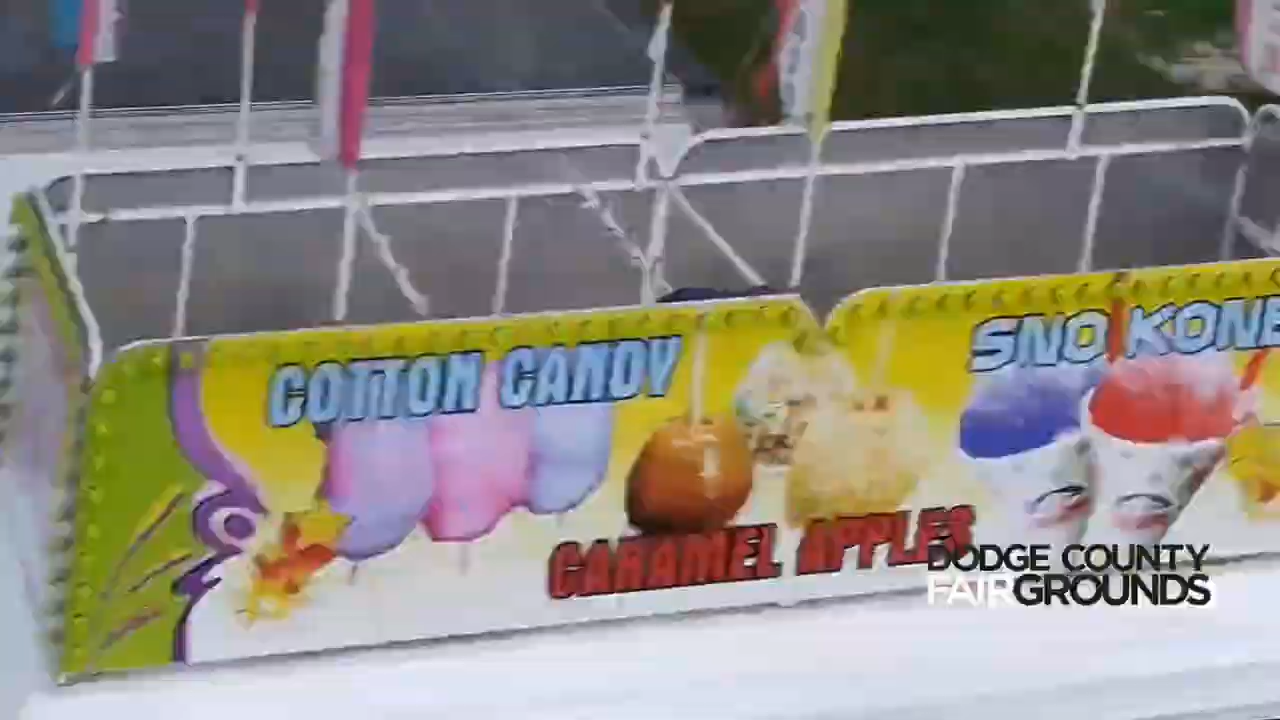 COTTON CANDY
SNO KONE
CARAMEL APPLES
DODGE COUNTY
FAIRGROUNDS